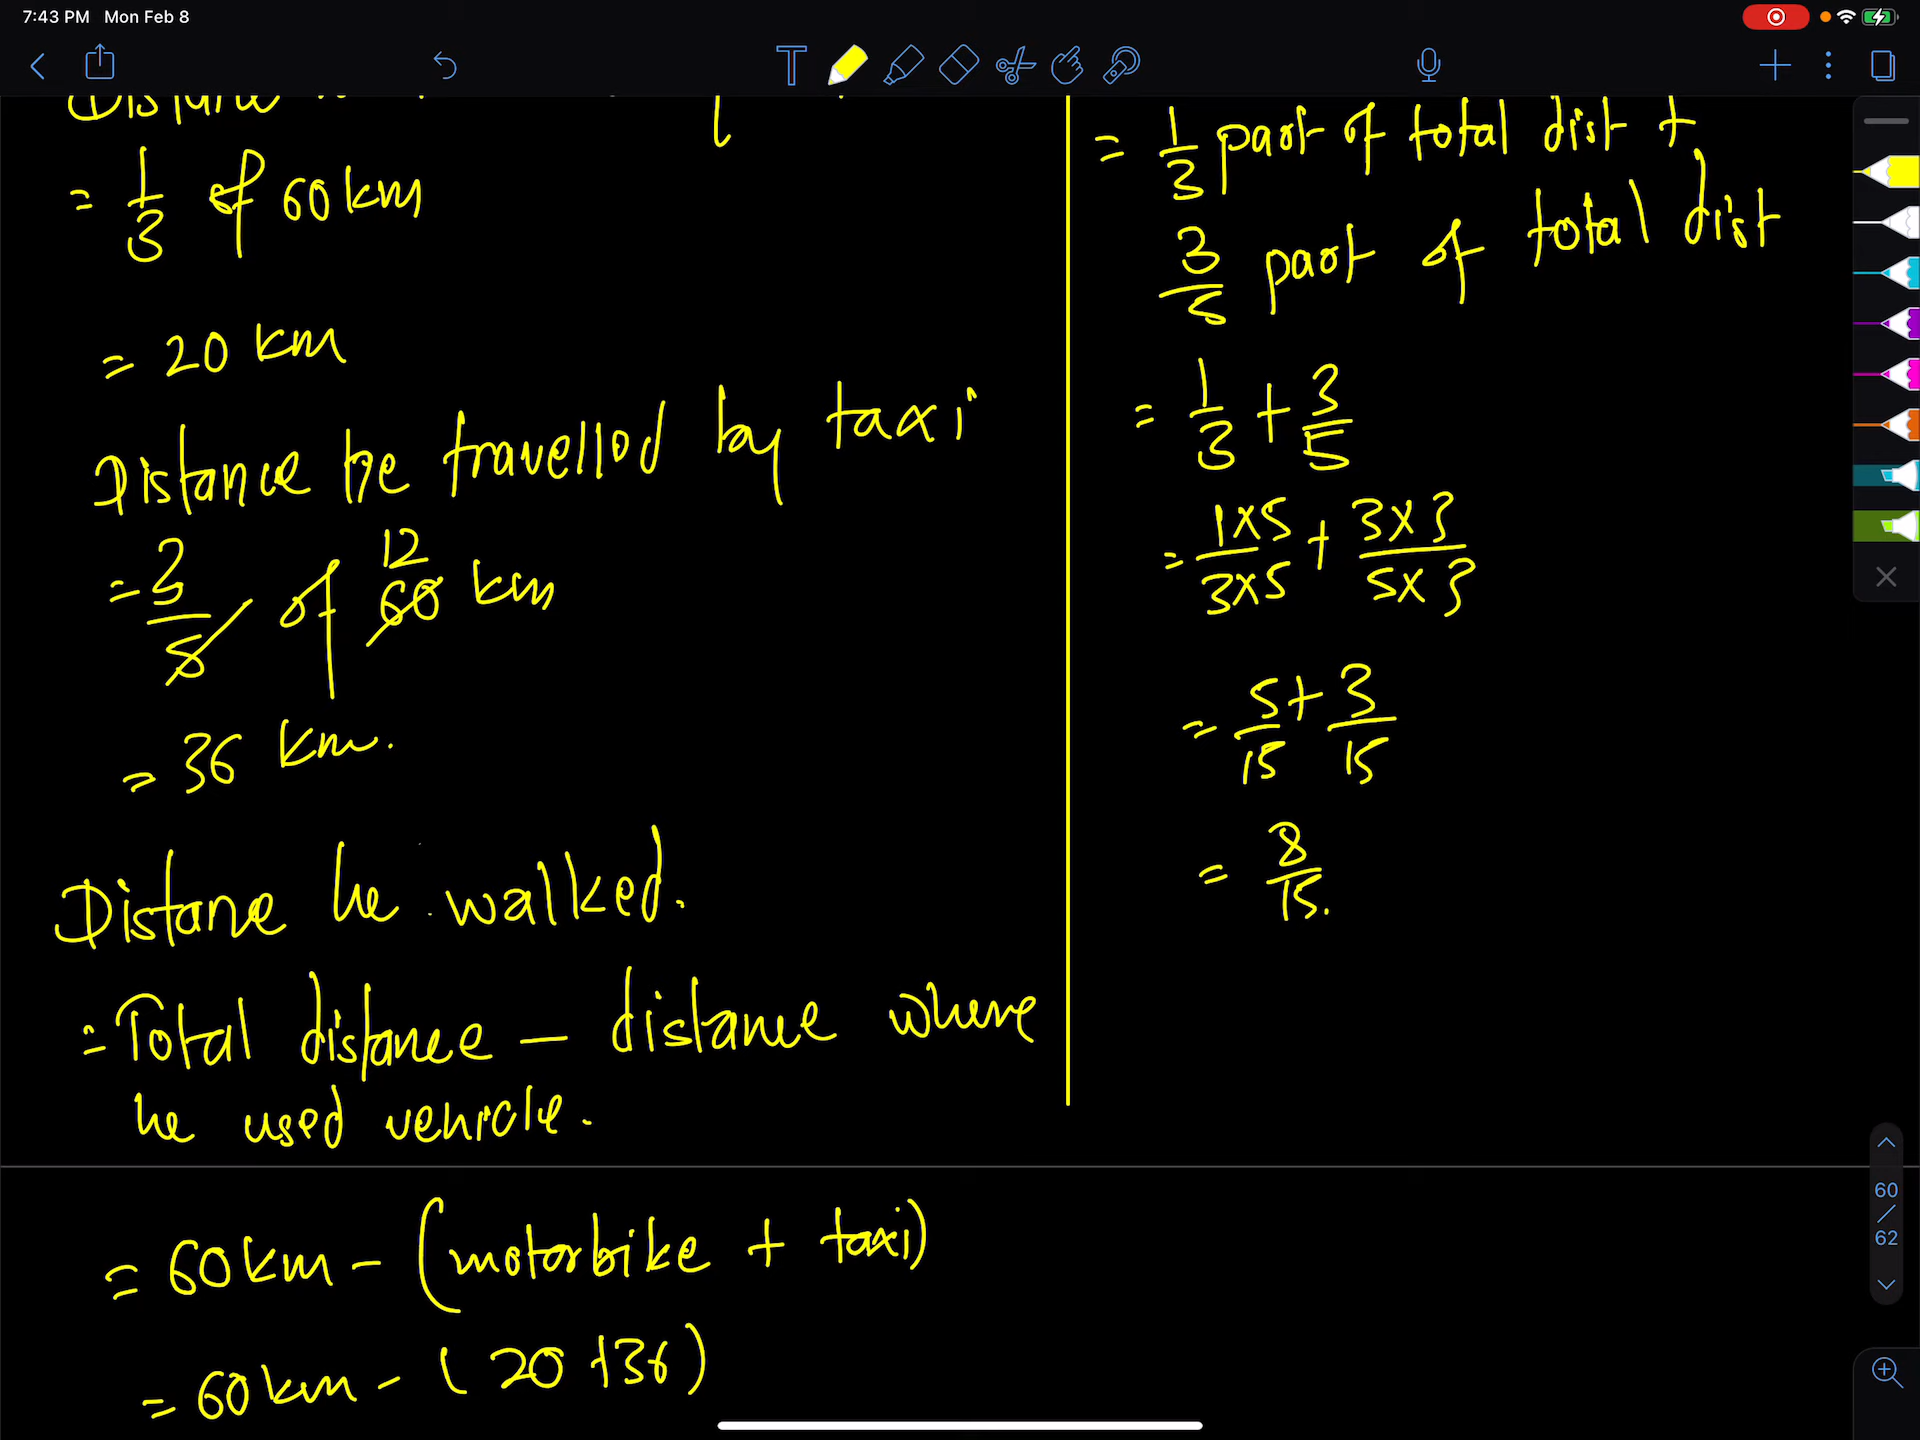 7:43 PM Mon Feb 8
= 1/3 of 60 km
= 20 km
Distance he travelled by taxi
= 3/5 of 60 km
12
= 36 km.
Distane he walked.
= Total distance - distance where
he used vehicle.
= 60 km - (motorbike + taxi)
= 60 km - (20 + 36)
= 1/3 part of total dist +
3/5 part of total dist
= 1/3 + 3/5
= 1×5/3×5 + 3×3/5×3
= 5/15 + 3/15
= 8/15.
60
/
62